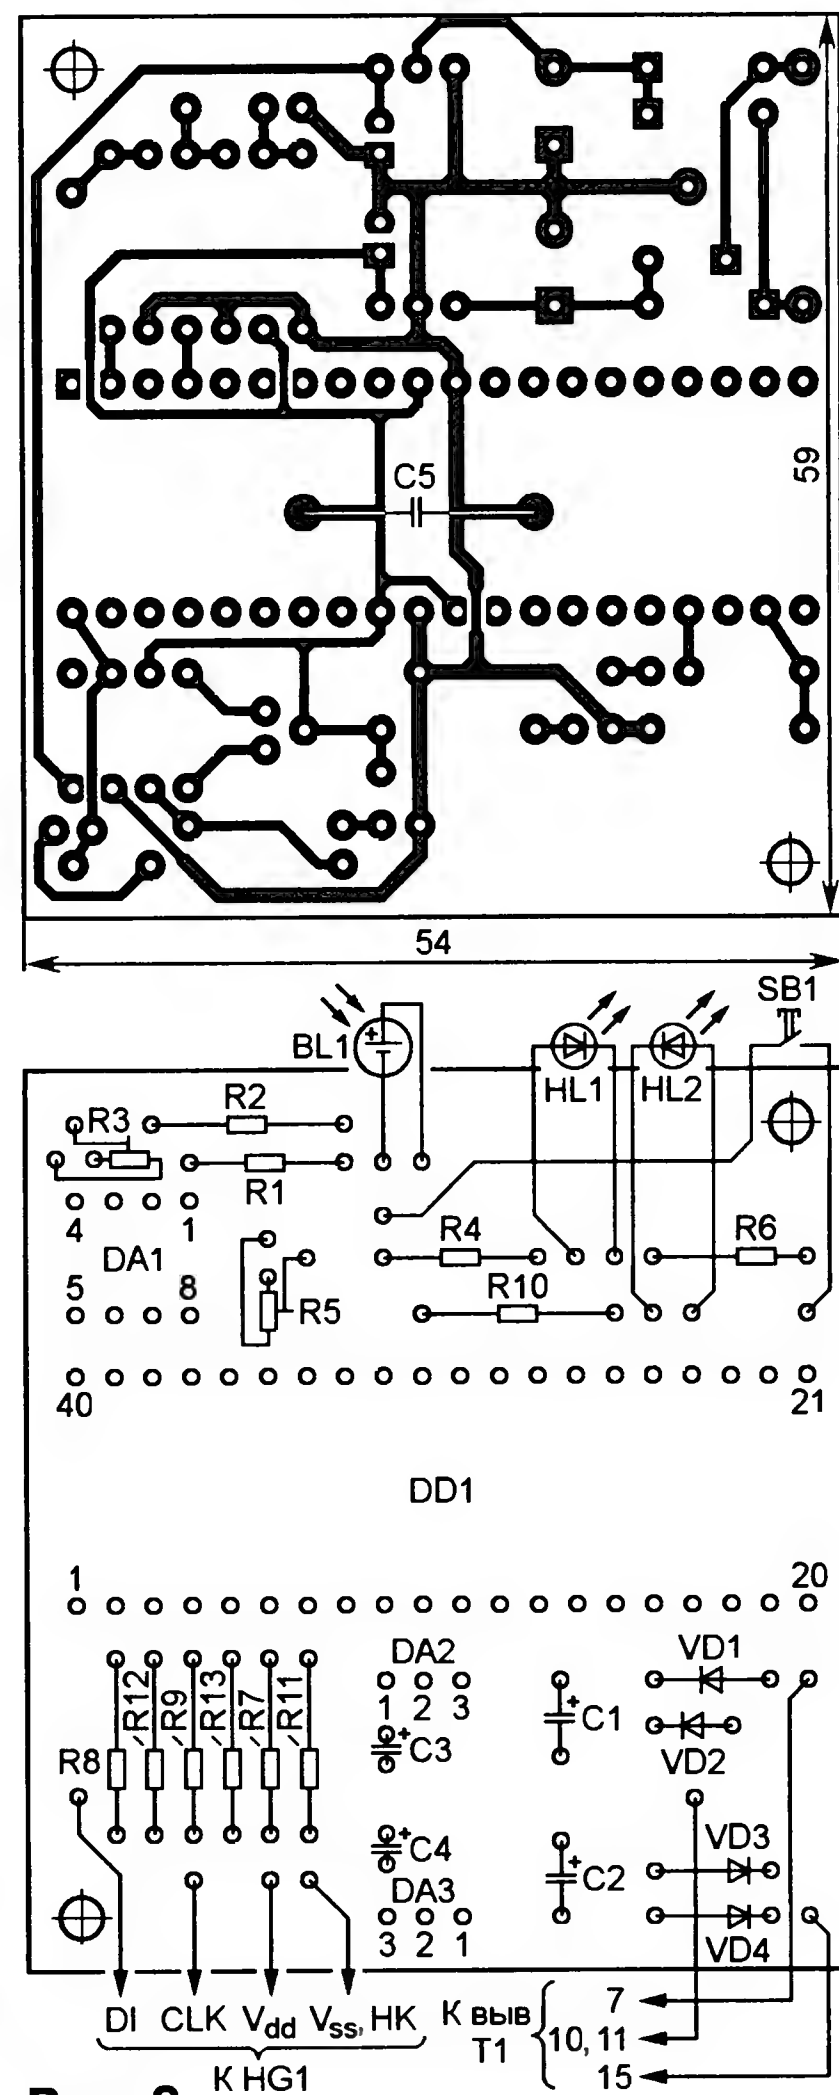 C5
59
54
SB1
BL1
HL1
HL2
R3
R2
R1
4
1
DA1
5
8
R5
R4
R6
R10
40
21
DD1
1
20
R8
R12
R9
R13
R7
R11
DA2
1 2 3
+ C3
+ C4
DA3
3 2 1
+ C1
+ C2
VD1
VD2
VD3
VD4
DI CLK Vdd Vss, HK
К HG1
К выв
T1
7
10, 11
15